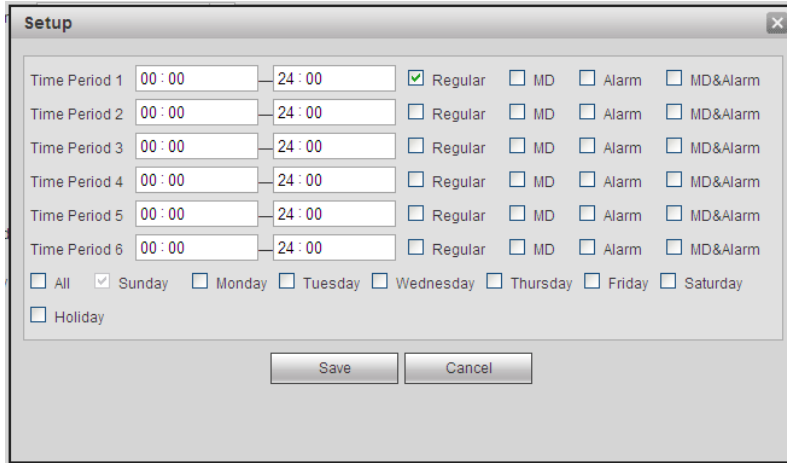 Setup
Time Period 1 00:00 — 24:00 Regular MD Alarm MD&Alarm
Time Period 2 00:00 — 24:00 Regular MD Alarm MD&Alarm
Time Period 3 00:00 — 24:00 Regular MD Alarm MD&Alarm
Time Period 4 00:00 — 24:00 Regular MD Alarm MD&Alarm
Time Period 5 00:00 — 24:00 Regular MD Alarm MD&Alarm
Time Period 6 00:00 — 24:00 Regular MD Alarm MD&Alarm
All Sunday Monday Tuesday Wednesday Thursday Friday Saturday
Holiday
Save Cancel